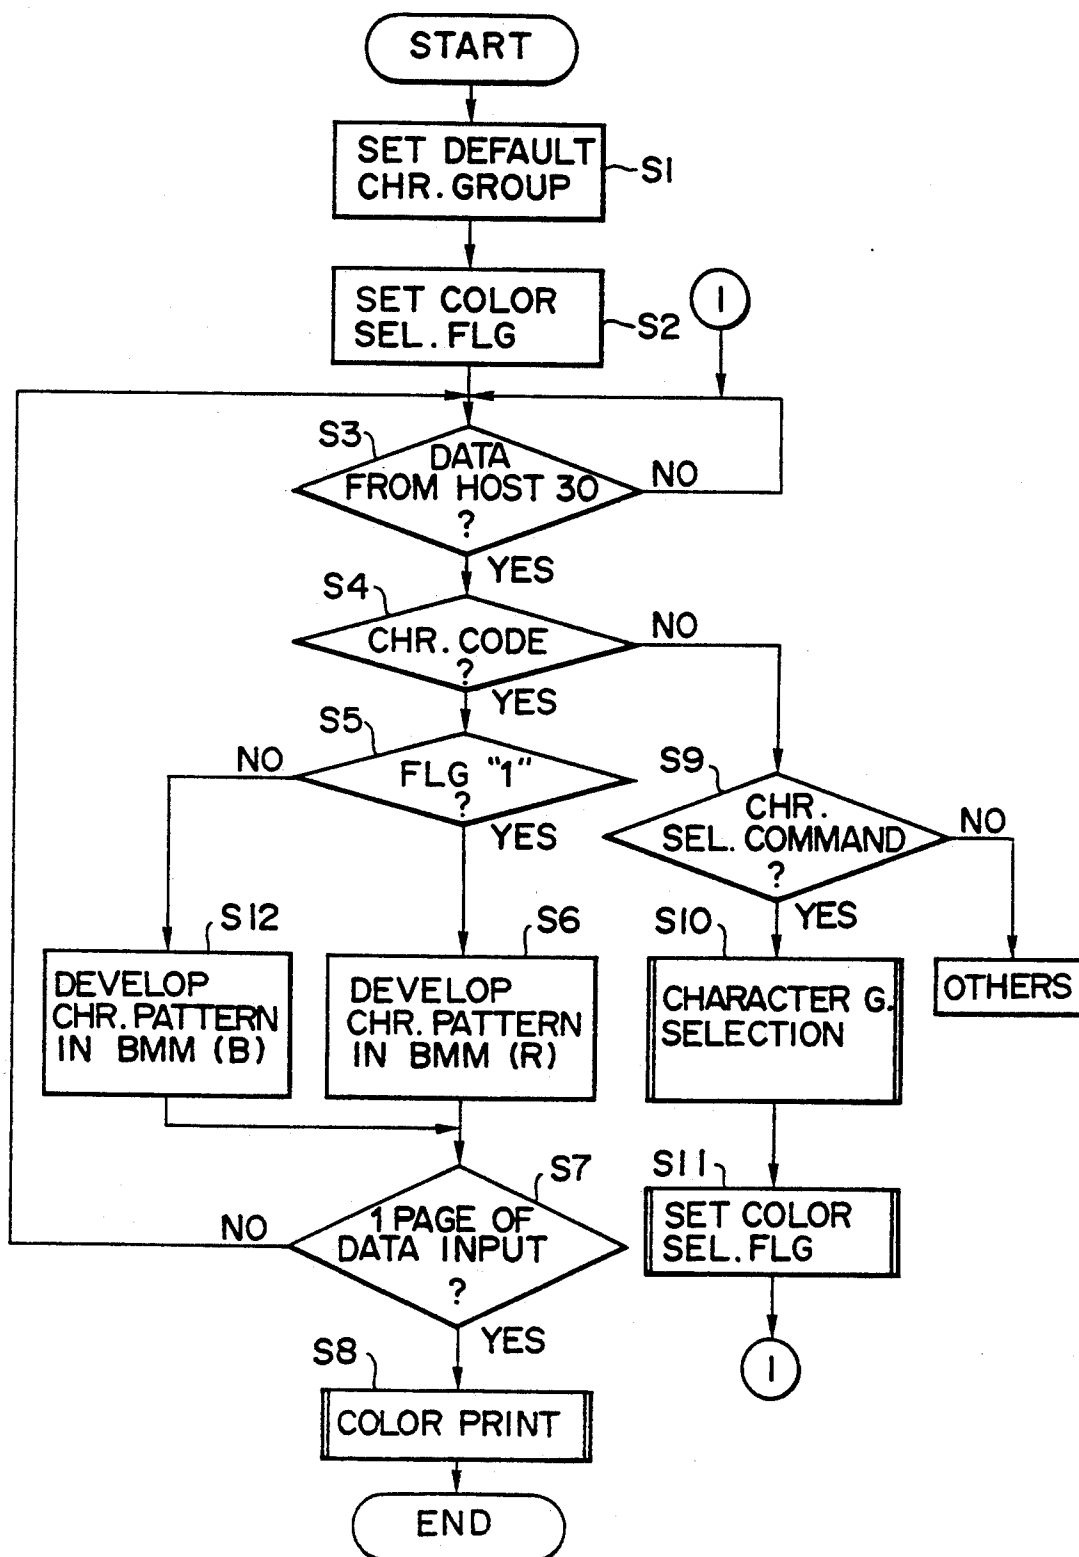 START
SET DEFAULT
CHR. GROUP
S1
SET COLOR
SEL. FLG
S2
1
S3
DATA
FROM HOST 30
?
NO
YES
S4
CHR. CODE
?
NO
YES
S5
FLG "1"
?
NO
YES
S9
CHR.
SEL. COMMAND
?
NO
YES
S12
DEVELOP
CHR. PATTERN
IN BMM (B)
S6
DEVELOP
CHR. PATTERN
IN BMM (R)
S10
CHARACTER G.
SELECTION
OTHERS
S7
1 PAGE OF
DATA INPUT
?
NO
YES
S11
SET COLOR
SEL. FLG
1
S8
COLOR PRINT
END